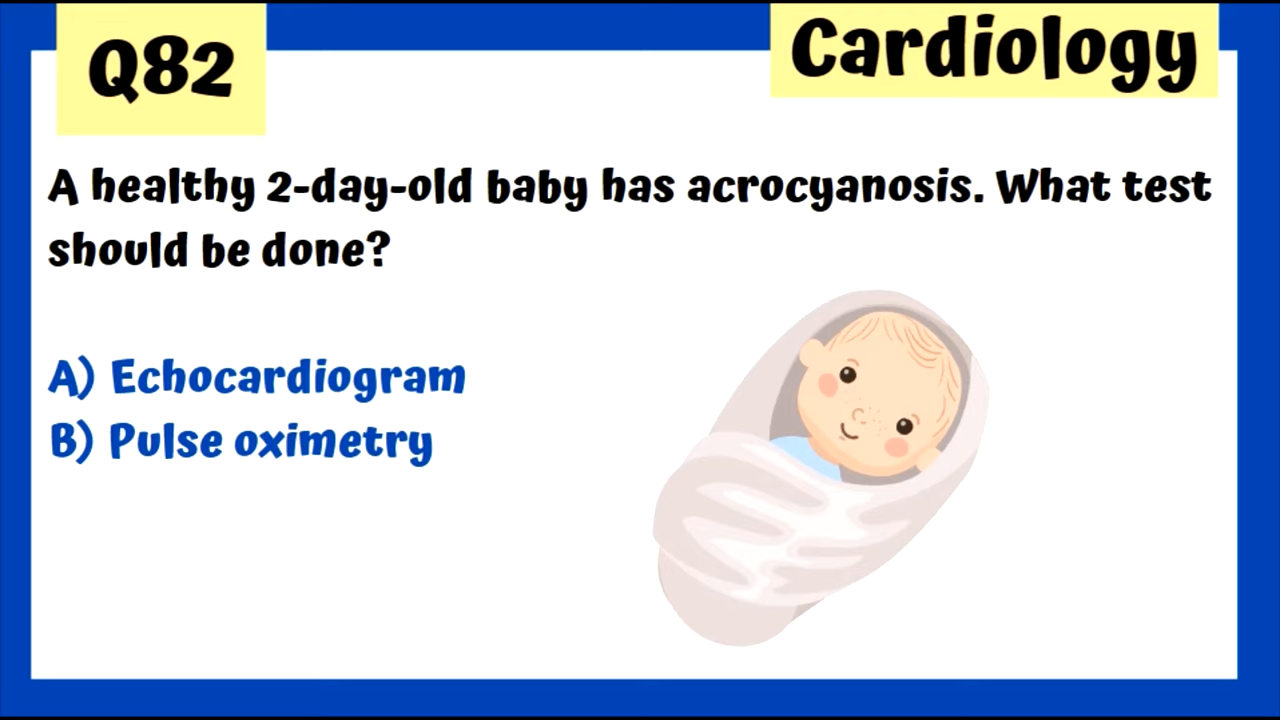 Q82
Cardiology
A healthy 2-day-old baby has acrocyanosis. What test
should be done?
A) Echocardiogram
B) Pulse oximetry